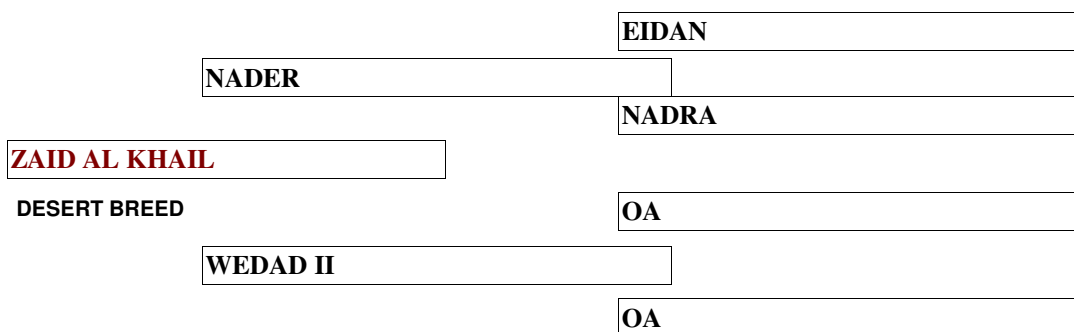 EIDAN
NADER
NADRA
ZAID AL KHAIL
DESERT BREED
OA
WEDAD II
OA